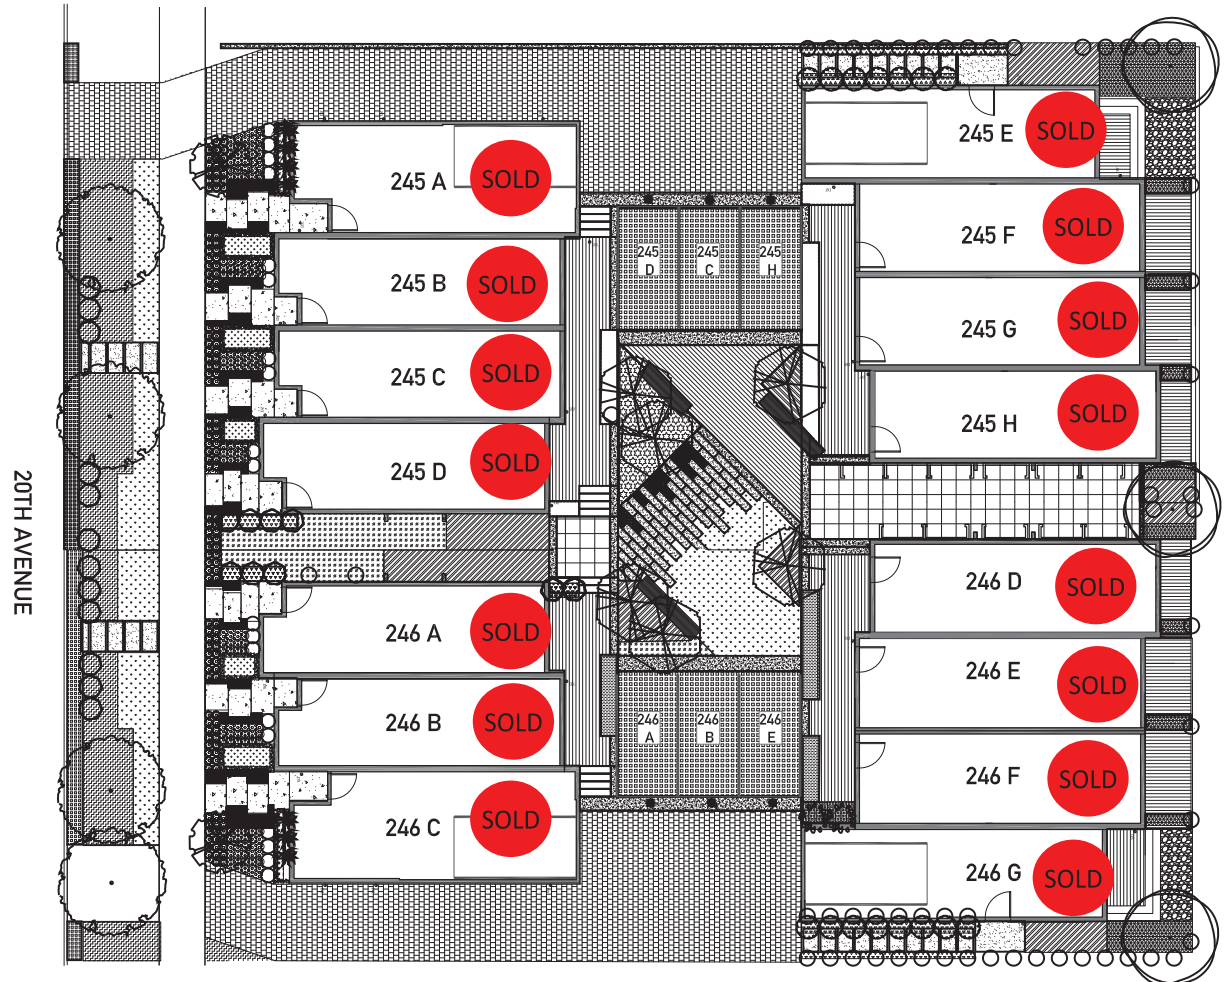 20TH AVENUE
245 A SOLD
245 B SOLD
245 C SOLD
245 D SOLD
246 A SOLD
246 B SOLD
246 C SOLD
245
D
245
C
245
H
246
A
246
B
246
E
245 E SOLD
245 F SOLD
245 G SOLD
245 H SOLD
246 D SOLD
246 E SOLD
246 F SOLD
246 G SOLD